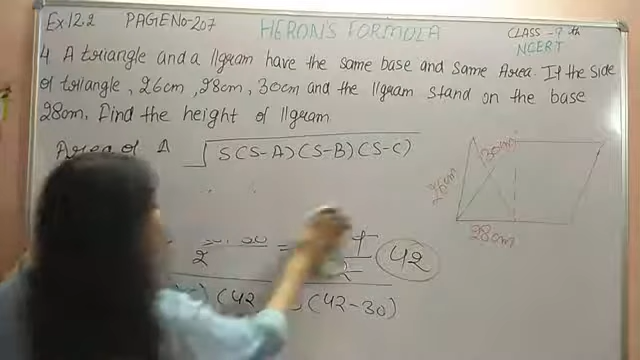 Ex 12.2 PAGE No-207
HERON'S FORMULA
CLASS -9th
NCERT
4 A triangle and a llgram have the same base and same Area. If the side
of triangle, 26cm, 28cm, 30cm and the llgram stand on the base
28cm. Find the height of llgram
Area of Δ √S(S-A)(S-B)(S-C)
30cm
26cm
28cm
2 = 42
(42 (42-30)